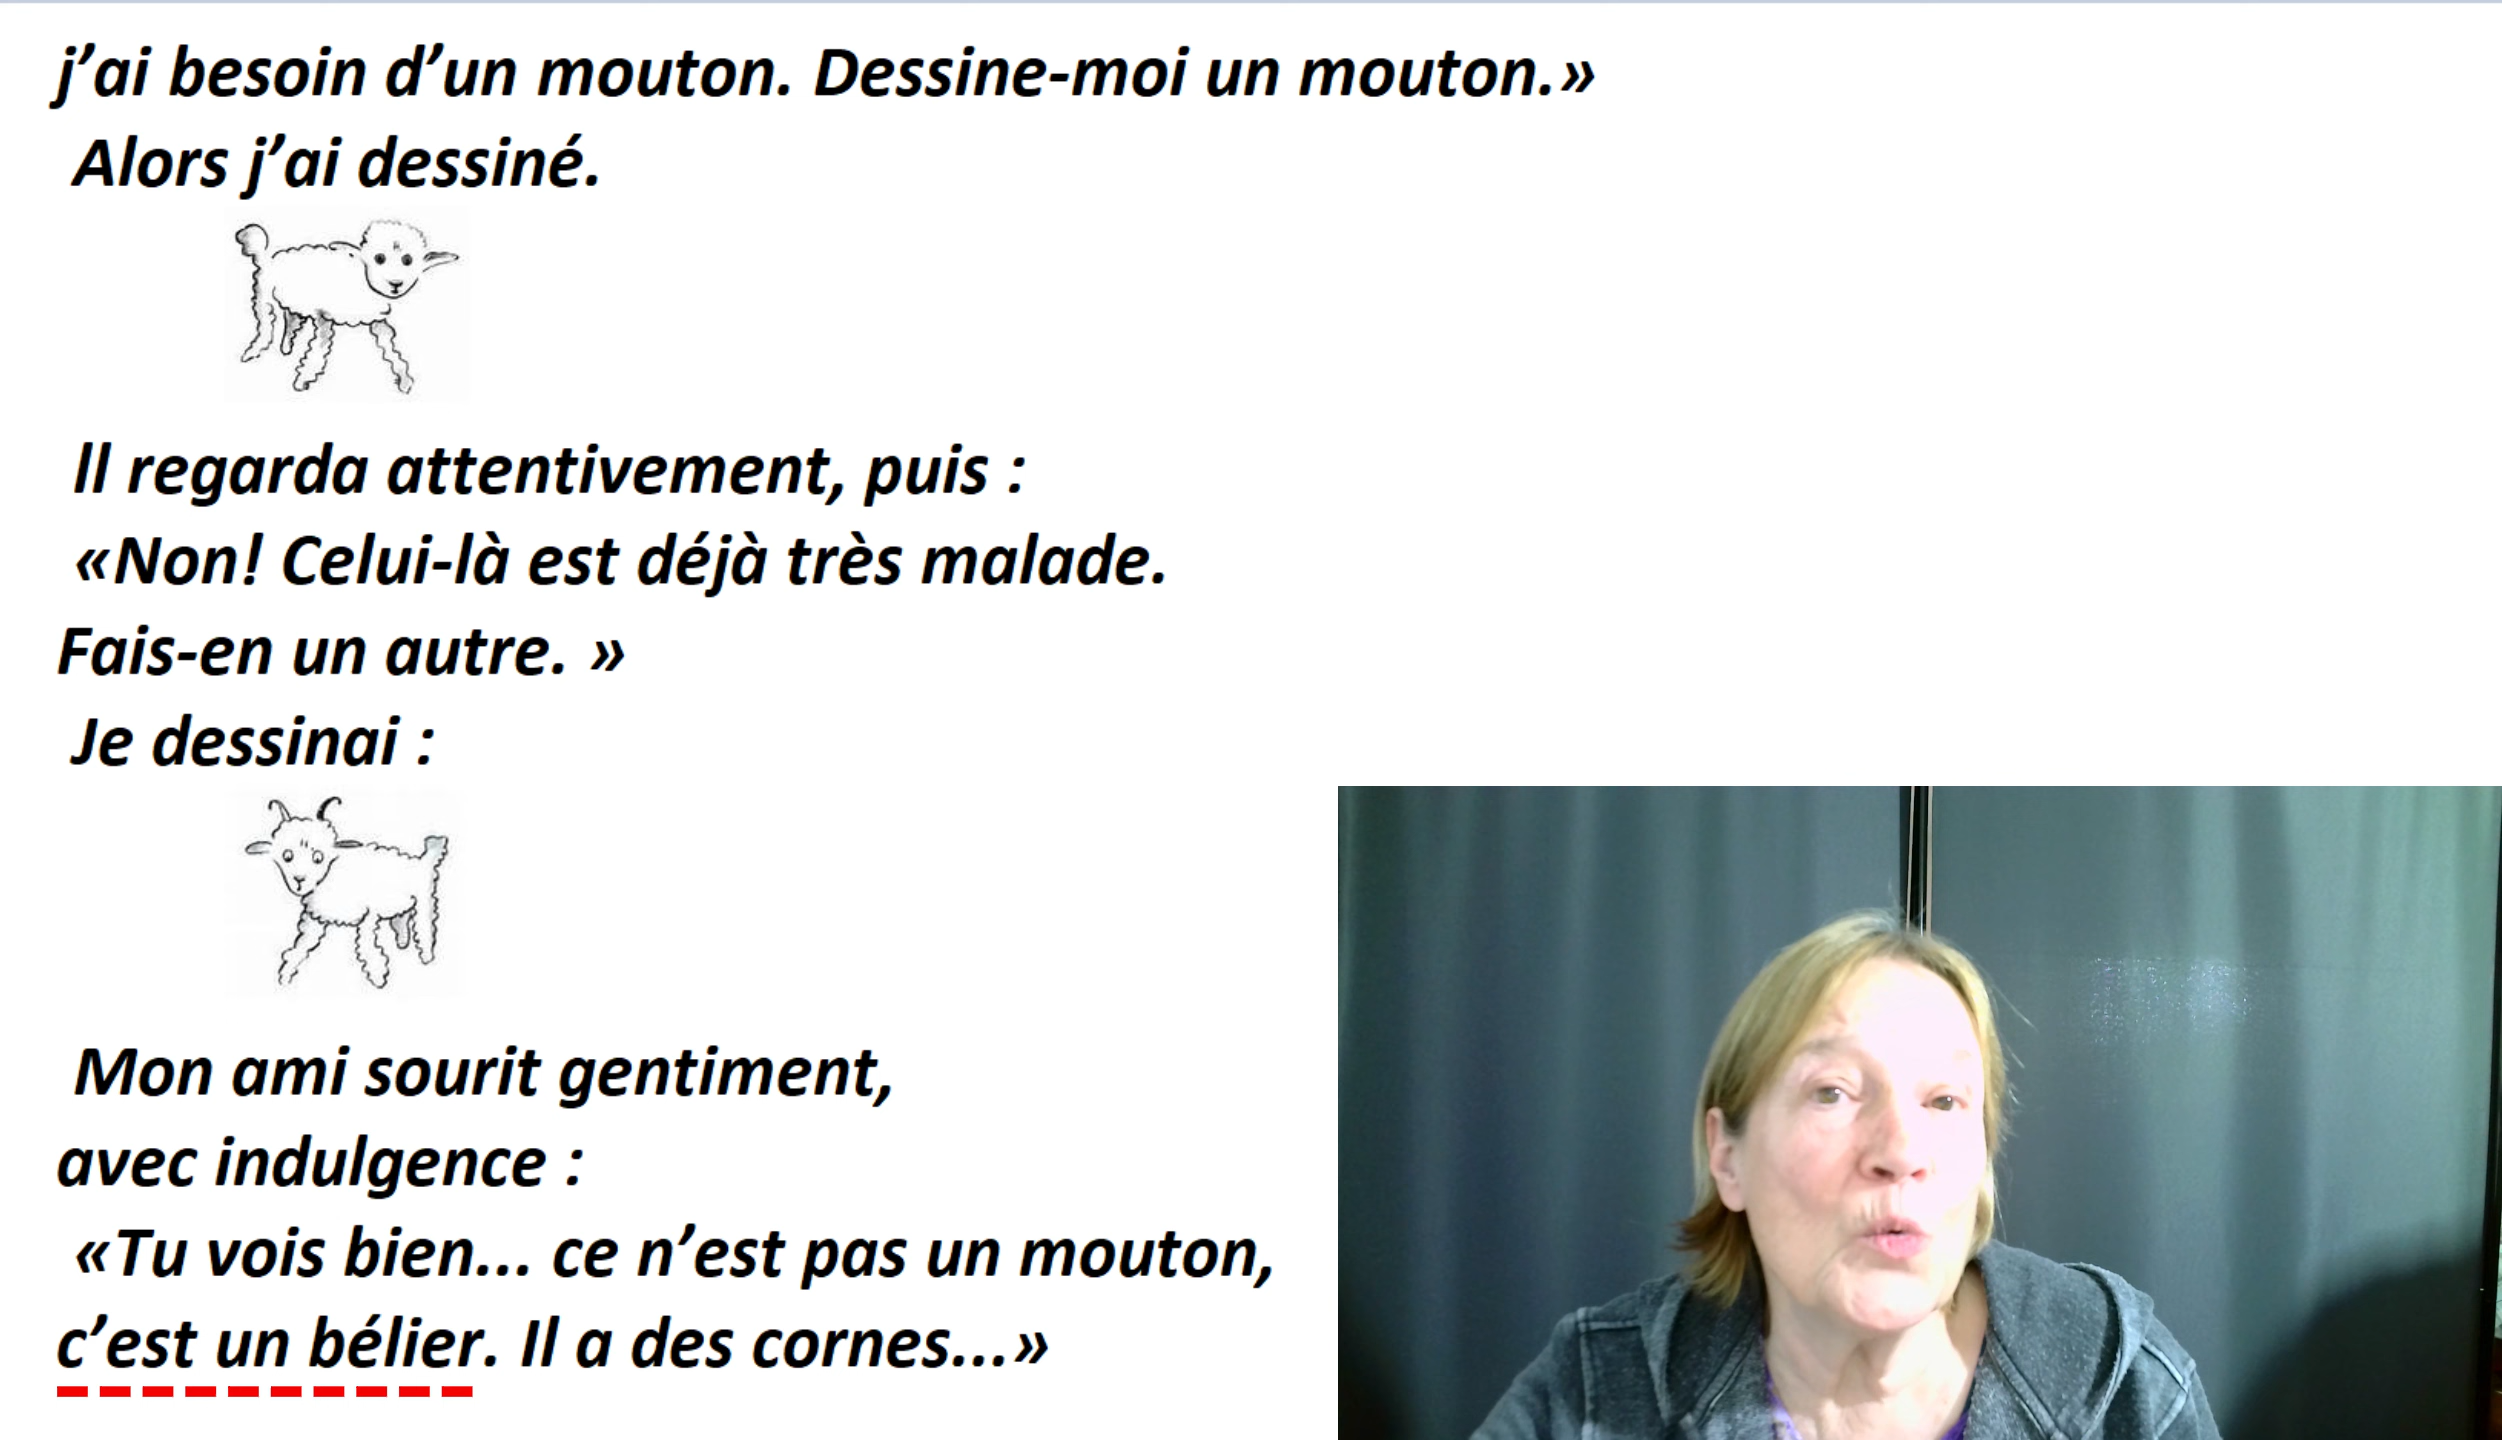 j’ai besoin d’un mouton. Dessine-moi un mouton.»
Alors j’ai dessiné.
Il regarda attentivement, puis :
«Non! Celui-là est déjà très malade.
Fais-en un autre. »
Je dessinai :
Mon ami sourit gentiment,
avec indulgence :
«Tu vois bien... ce n’est pas un mouton,
c’est un bélier. Il a des cornes...»